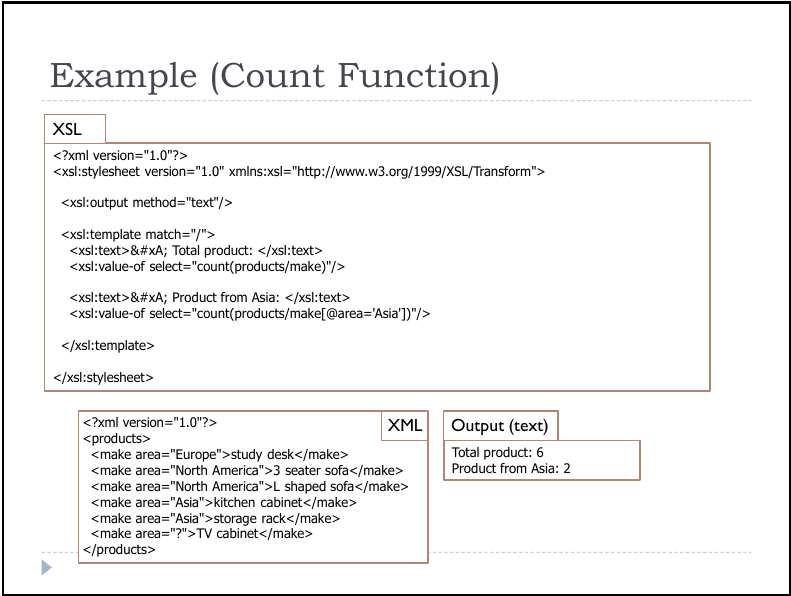 Example (Count Function)
XSL
<?xml version="1.0"?>
<xsl:stylesheet version="1.0" xmlns:xsl="http://www.w3.org/1999/XSL/Transform">
<xsl:output method="text"/>
<xsl:template match="/">
<xsl:text>&#xA; Total product: </xsl:text>
<xsl:value-of select="count(products/make)"/>
<xsl:text>&#xA; Product from Asia: </xsl:text>
<xsl:value-of select="count(products/make[@area='Asia'])"/>
</xsl:template>
</xsl:stylesheet>
XML
<?xml version="1.0"?>
<products>
<make area="Europe">study desk</make>
<make area="North America">3 seater sofa</make>
<make area="North America">L shaped sofa</make>
<make area="Asia">kitchen cabinet</make>
<make area="Asia">storage rack</make>
<make area="?">TV cabinet</make>
</products>
Output (text)
Total product: 6
Product from Asia: 2